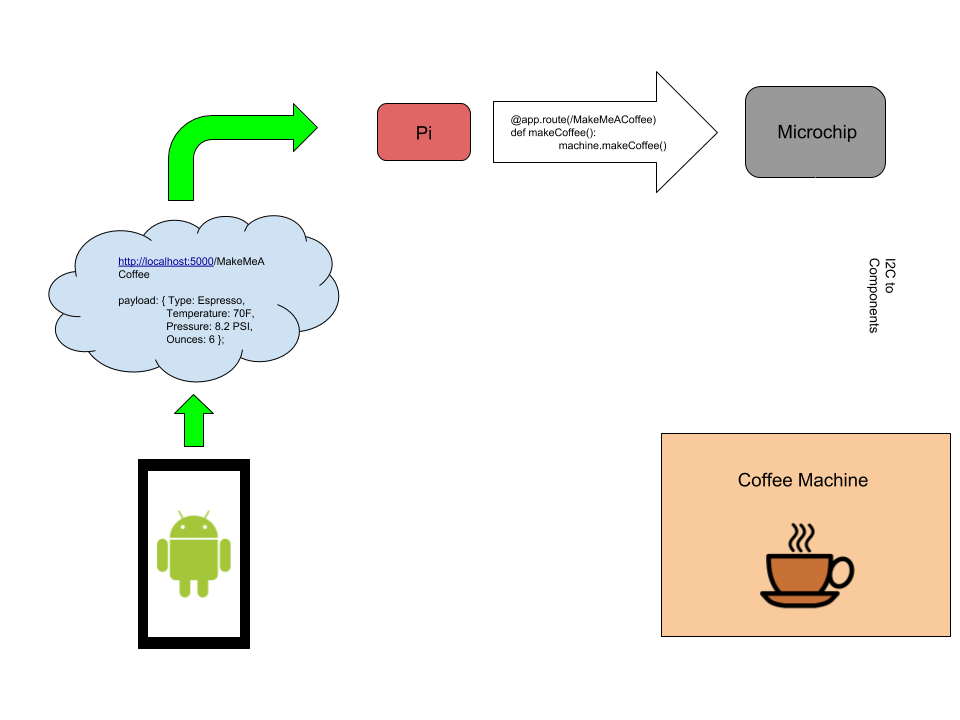 @app.route(/MakeMeACoffee)
def makeCoffee():
machine.makeCoffee()
Pi
Microchip
http://localhost:5000/MakeMeA
Coffee
payload: { Type: Espresso,
Temperature: 70F,
Pressure: 8.2 PSI,
Ounces: 6 };
I2C to
Components
Coffee Machine